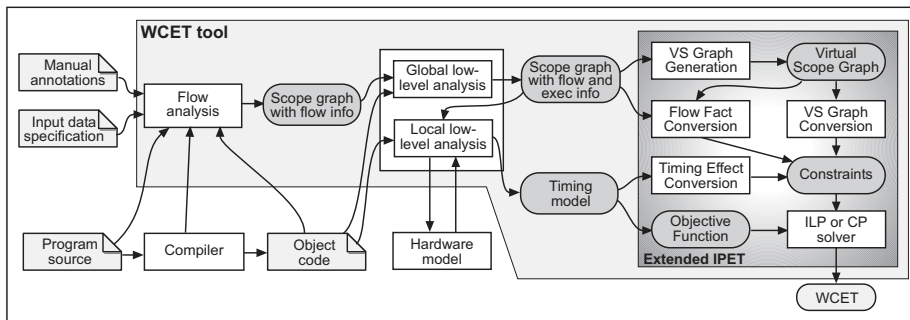 WCET tool
Manual
annotations
Input data
specification
Flow
analysis
Scope graph
with flow info
Global low-
level analysis
Local low-
level analysis
Scope graph
with flow and
exec info
VS Graph
Generation
Virtual
Scope Graph
Flow Fact
Conversion
VS Graph
Conversion
Timing Effect
Conversion
Constraints
Timing
model
Objective
Function
ILP or CP
solver
Extended IPET
Program
source
Compiler
Object
code
Hardware
model
WCET